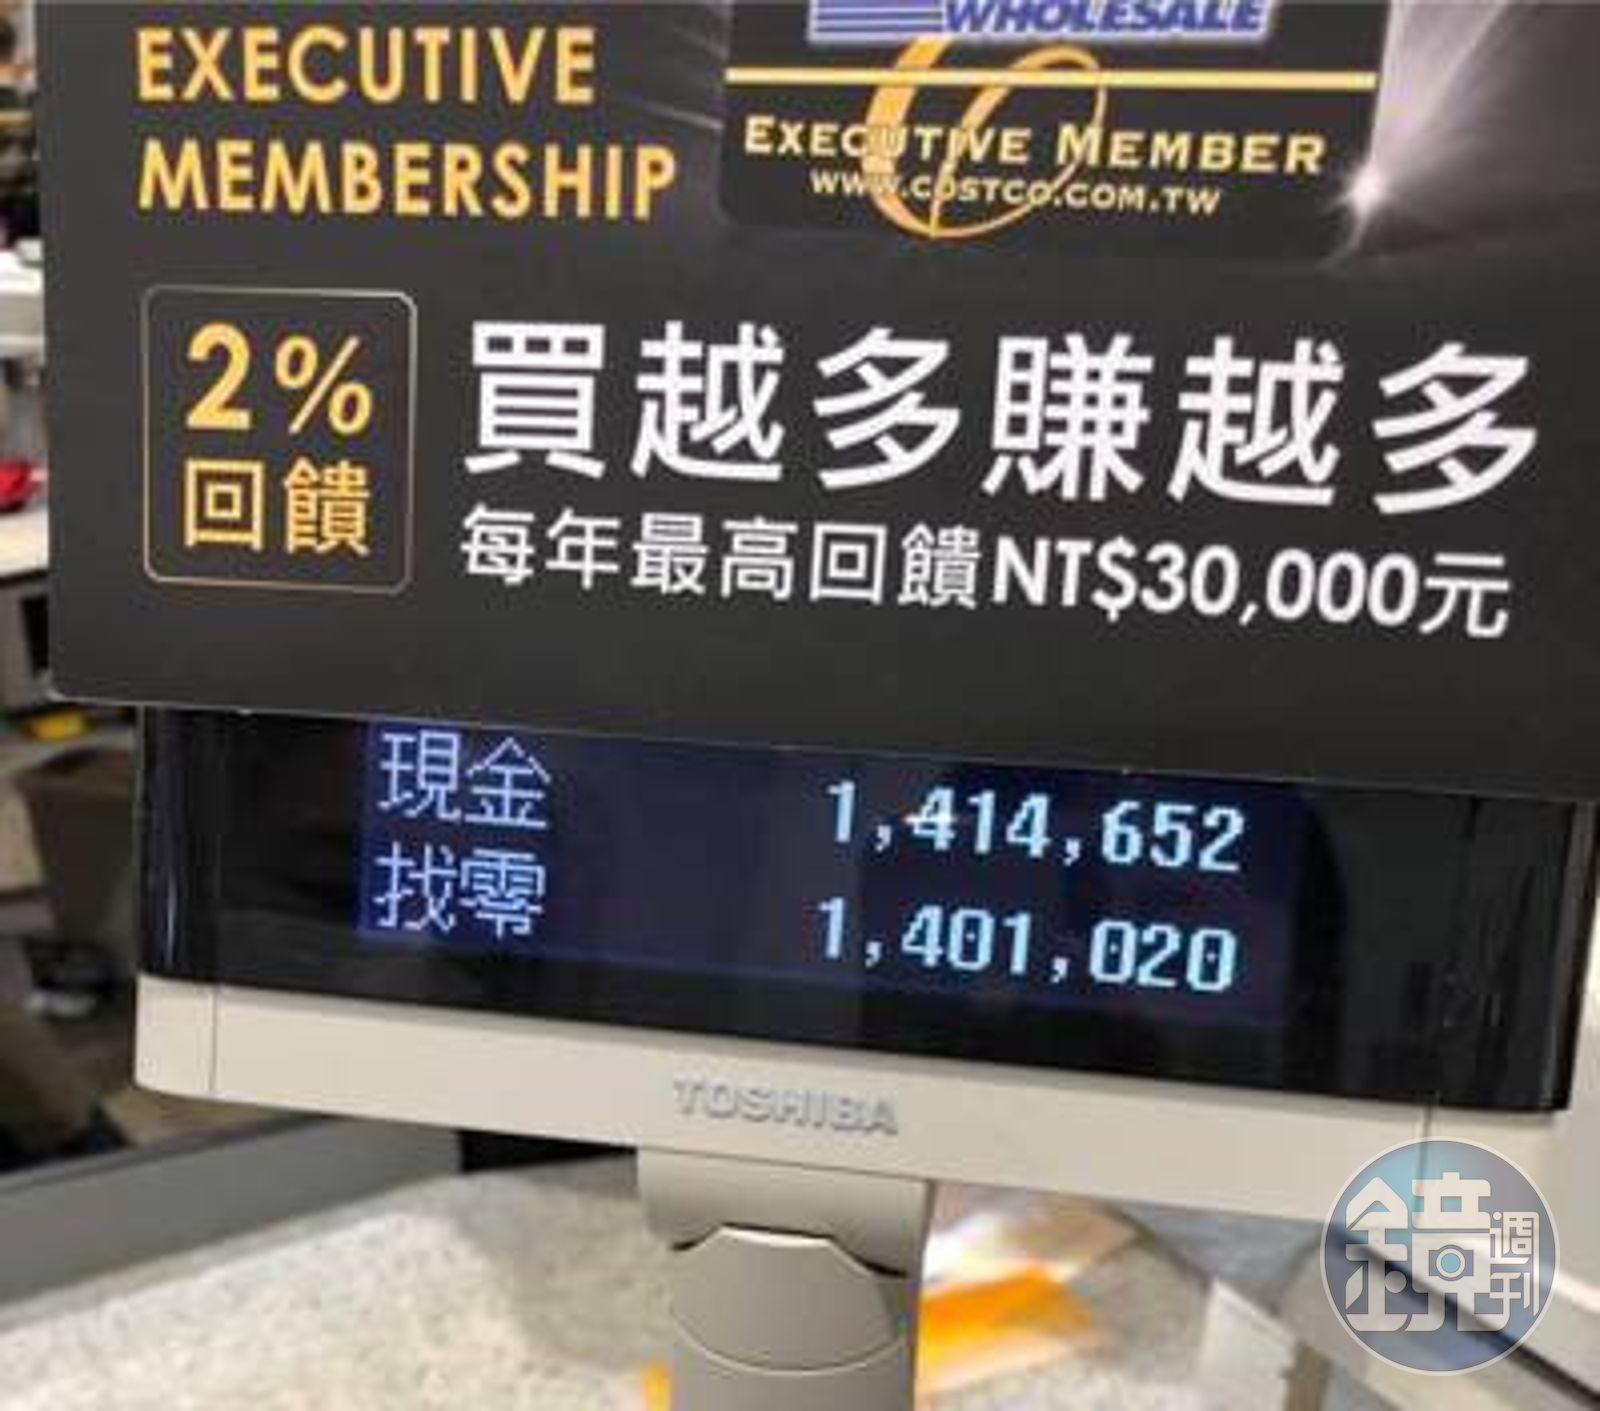 EXECUTIVE
MEMBERSHIP
WHOLESALE
EXECUTIVE MEMBER
WWW.COSTCO.COM.TW
2%
回饋
買越多賺越多
每年最高回饋NT$30,000元
現金 1,414,652
找零 1,401,020
TOSHIBA
鏡週刊